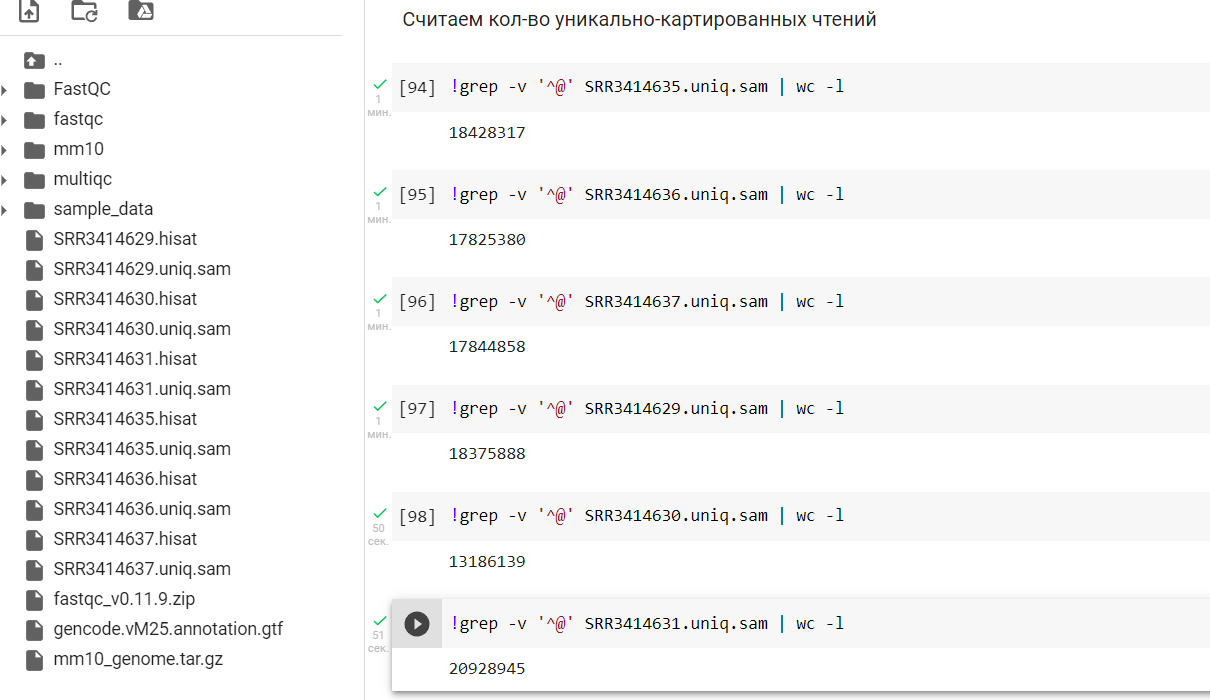 ..
FastQC
fastqc
mm10
multiqc
sample_data
SRR3414629.hisat
SRR3414629.uniq.sam
SRR3414630.hisat
SRR3414630.uniq.sam
SRR3414631.hisat
SRR3414631.uniq.sam
SRR3414635.hisat
SRR3414635.uniq.sam
SRR3414636.hisat
SRR3414636.uniq.sam
SRR3414637.hisat
SRR3414637.uniq.sam
fastqc_v0.11.9.zip
gencode.vM25.annotation.gtf
mm10_genome.tar.gz
Считаем кол-во уникально-картированных чтений
[94] !grep -v '^@' SRR3414635.uniq.sam | wc -l
1
мин.
18428317
[95] !grep -v '^@' SRR3414636.uniq.sam | wc -l
1
мин.
17825380
[96] !grep -v '^@' SRR3414637.uniq.sam | wc -l
1
мин.
17844858
[97] !grep -v '^@' SRR3414629.uniq.sam | wc -l
1
мин.
18375888
[98] !grep -v '^@' SRR3414630.uniq.sam | wc -l
50
сек.
13186139
!grep -v '^@' SRR3414631.uniq.sam | wc -l
51
сек.
20928945